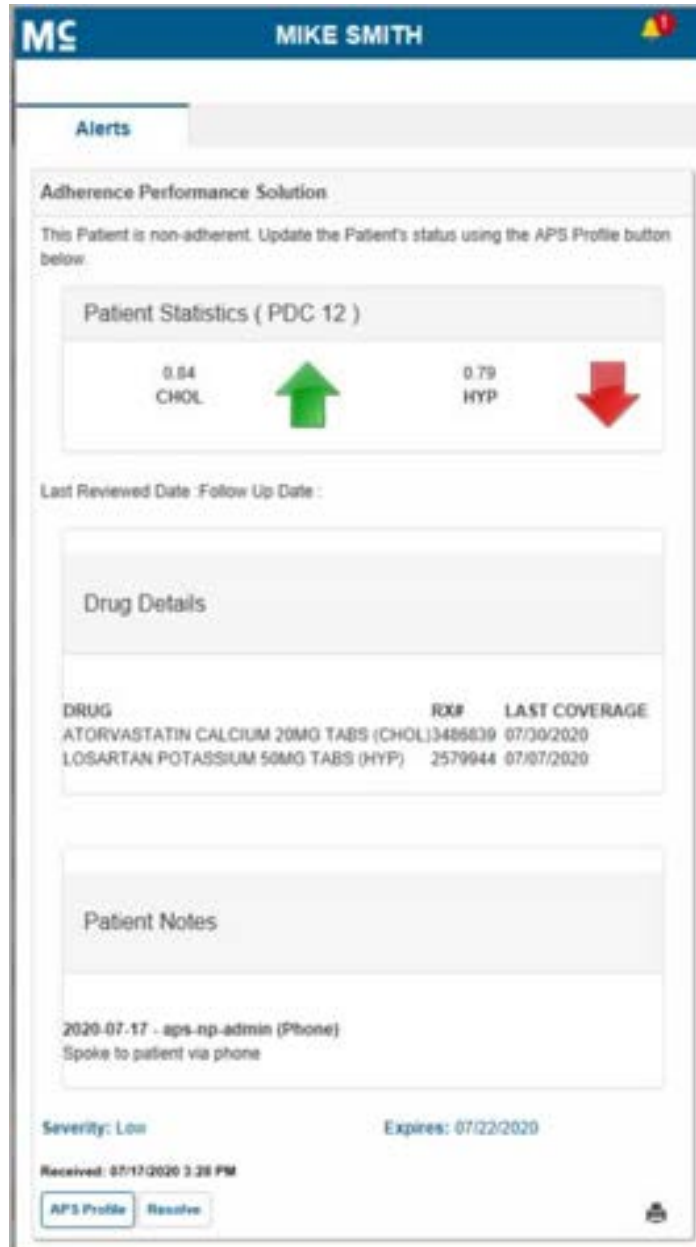 MC MIKE SMITH 1
Alerts
Adherence Performance Solution
This Patient is non-adherent. Update the Patient's status using the APS Profile button
below.
Patient Statistics ( PDC 12 )
0.84 0.79
CHOL HYP
Last Reviewed Date :Follow Up Date :
Drug Details
DRUG RX# LAST COVERAGE
ATORVASTATIN CALCIUM 20MG TABS (CHOL)3486839 07/30/2020
LOSARTAN POTASSIUM 50MG TABS (HYP) 2579944 07/07/2020
Patient Notes
2020-07-17 - aps-np-admin (Phone)
Spoke to patient via phone
Severity: Low Expires: 07/22/2020
Received: 07/17/2020 3:28 PM
APS Profile Resolve